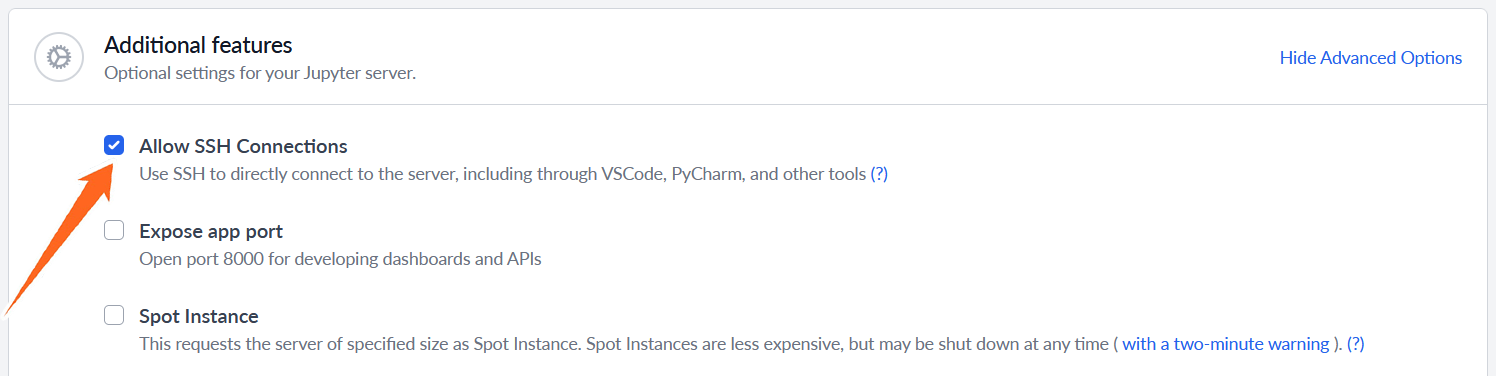 Additional features
Optional settings for your Jupyter server.
Hide Advanced Options
Allow SSH Connections
Use SSH to directly connect to the server, including through VSCode, PyCharm, and other tools (?)
Expose app port
Open port 8000 for developing dashboards and APIs
Spot Instance
This requests the server of specified size as Spot Instance. Spot Instances are less expensive, but may be shut down at any time ( with a two-minute warning ). (?)